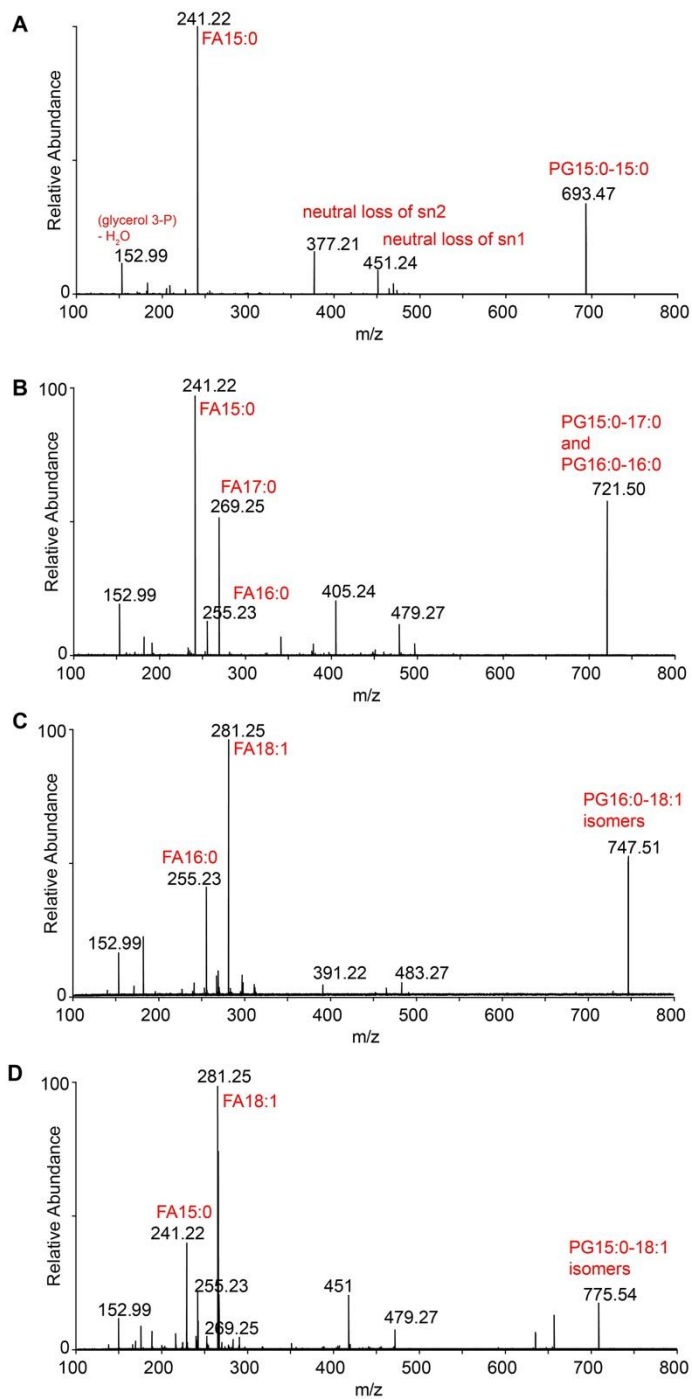 A
241.22
FA15:0
Relative Abundance
PG15:0-15:0
693.47
neutral loss of sn2
377.21
neutral loss of sn1
451.24
(glycerol 3-P)
- H2O
152.99
0
100 200 300 400 500 600 700 800
m/z
B
100
241.22
FA15:0
Relative Abundance
PG15:0-17:0
and
PG16:0-16:0
721.50
FA17:0
269.25
FA16:0
255.23
152.99
405.24
479.27
0
100 200 300 400 500 600 700 800
m/z
C
100
281.25
FA18:1
Relative Abundance
PG16:0-18:1
isomers
747.51
FA16:0
255.23
152.99
391.22
483.27
0
100 200 300 400 500 600 700 800
m/z
D
100
281.25
FA18:1
Relative Abundance
FA15:0
241.22
PG15:0-18:1
isomers
775.54
255.23
451
152.99
269.25
479.27
0
100 200 300 400 500 600 700 800
m/z